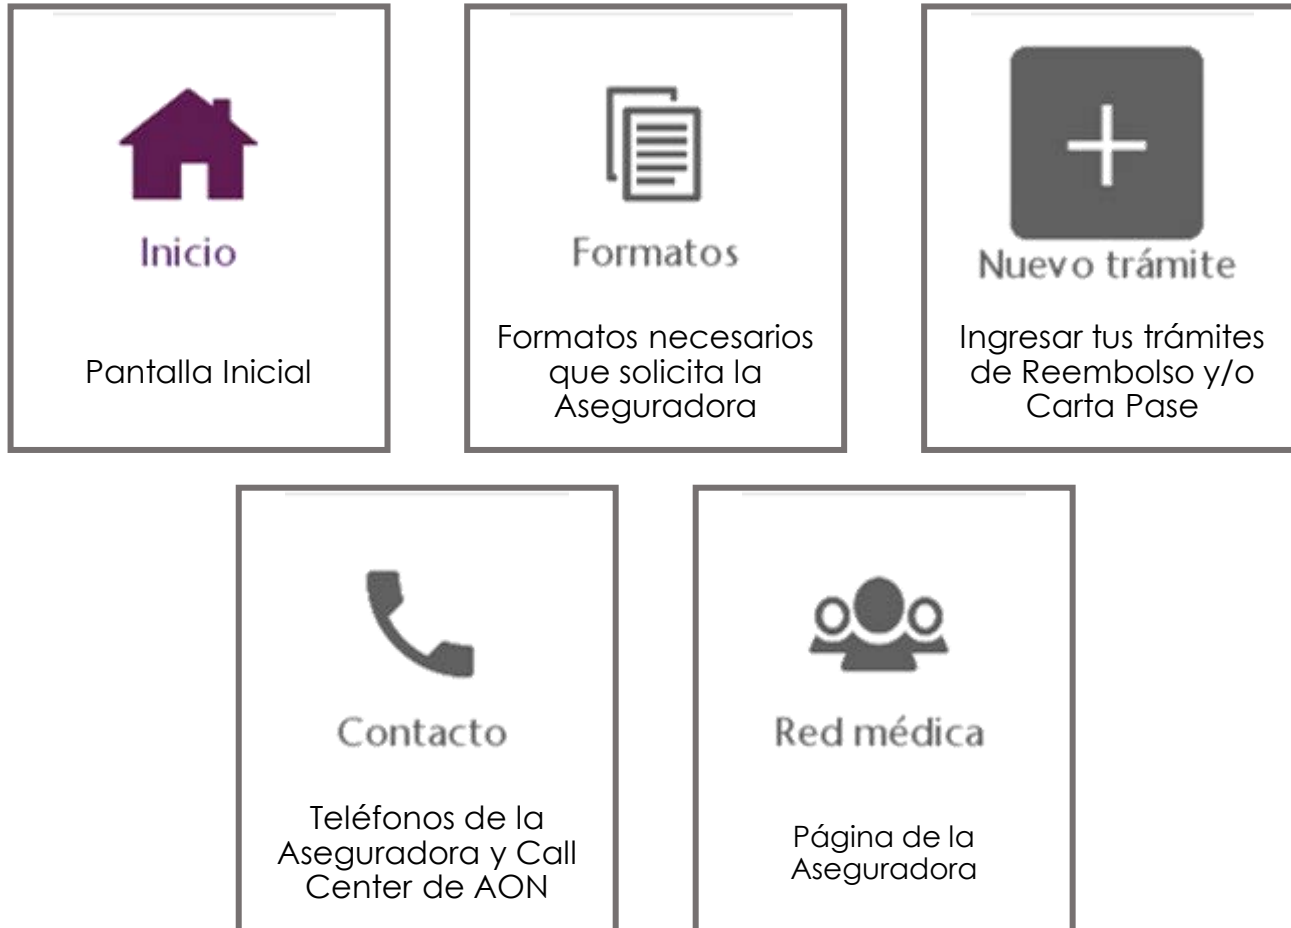 Inicio
Pantalla Inicial
Formatos
Formatos necesarios
que solicita la
Aseguradora
Nuevo trámite
Ingresar tus trámites
de Reembolso y/o
Carta Pase
Contacto
Teléfonos de la
Aseguradora y Call
Center de AON
Red médica
Página de la
Aseguradora